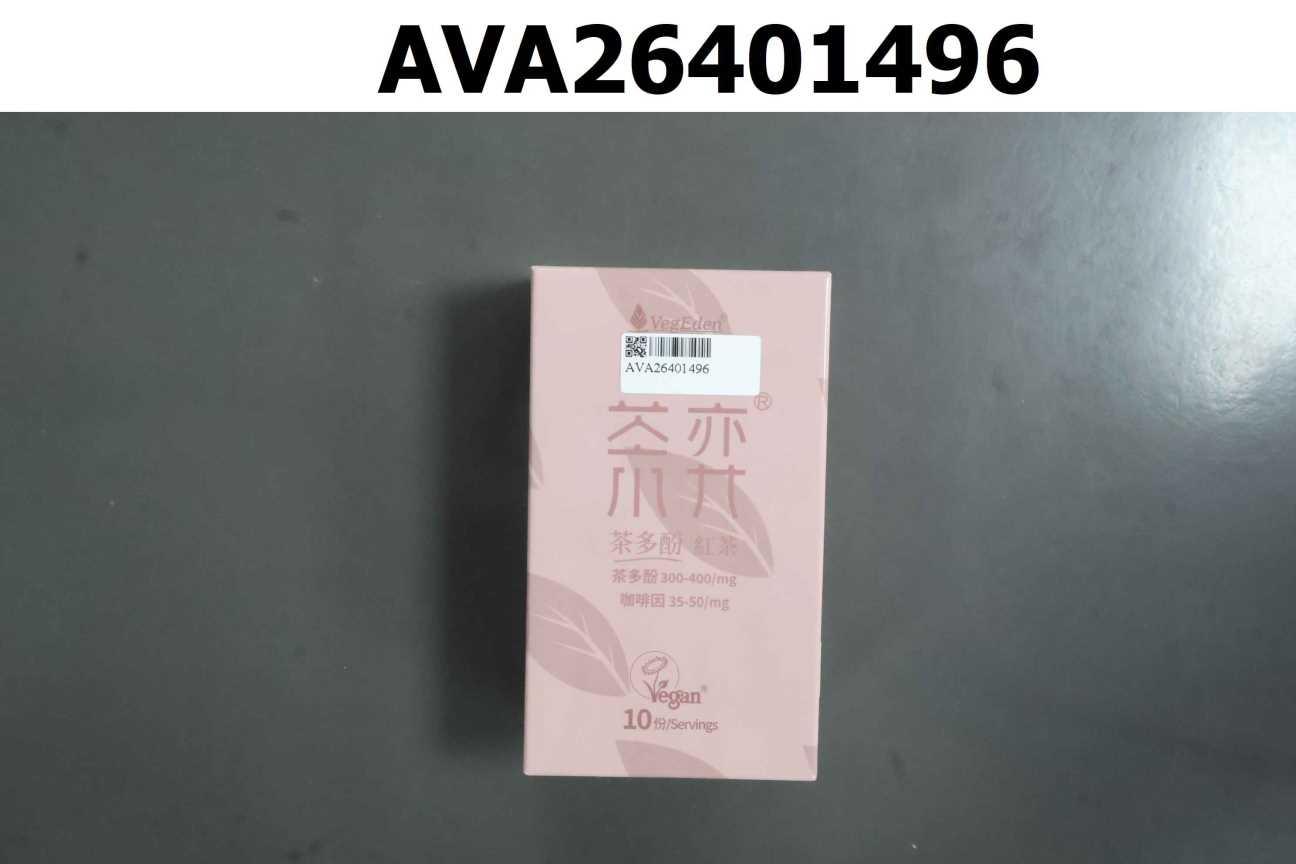 AVA26401496
VegEden®
AVA26401496
茶弈®
茶多酚 紅茶
茶多酚 300-400/mg
咖啡因 35-50/mg
Vegan®
10份/Servings